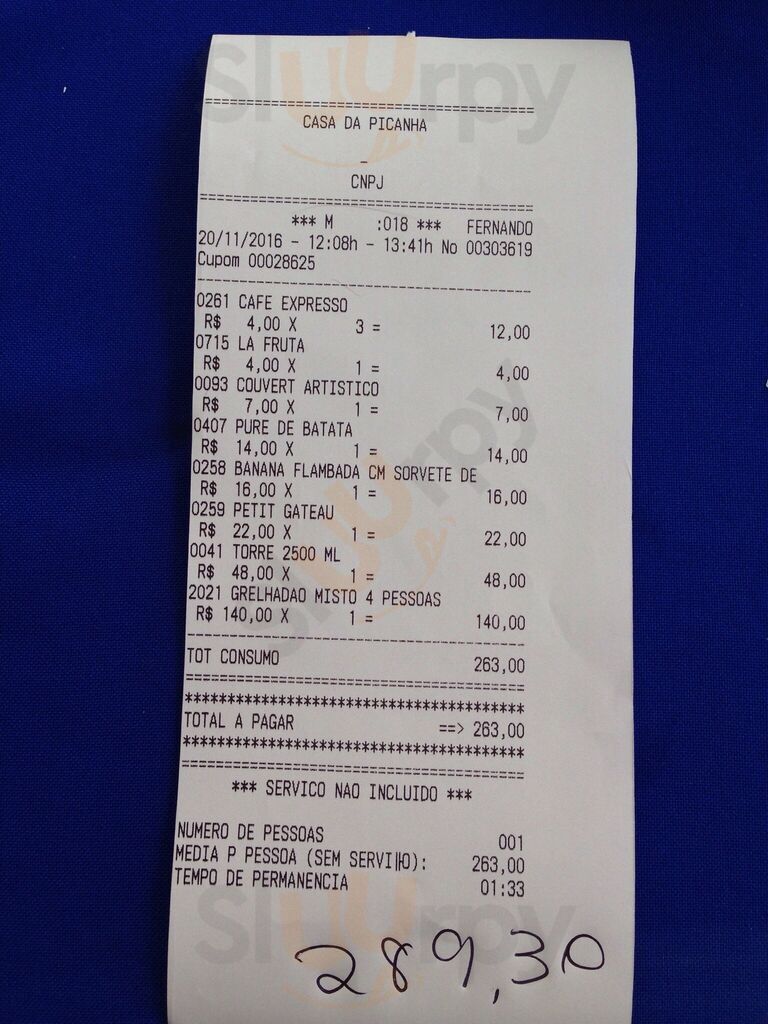 ==========================================
CASA DA PICANHA
_
CNPJ
==========================================
*** M :018 *** FERNANDO
20/11/2016 - 12:08h - 13:41h No 00303619
Cupom 00028625
------------------------------------------
0261 CAFE EXPRESSO
R$ 4,00 X 3 = 12,00
0715 LA FRUTA
R$ 4,00 X 1 = 4,00
0093 COUVERT ARTISTICO
R$ 7,00 X 1 = 7,00
0407 PURE DE BATATA
R$ 14,00 X 1 = 14,00
0258 BANANA FLAMBADA CM SORVETE DE
R$ 16,00 X 1 = 16,00
0259 PETIT GATEAU
R$ 22,00 X 1 = 22,00
0041 TORRE 2500 ML
R$ 48,00 X 1 = 48,00
2021 GRELHADAO MISTO 4 PESSOAS
R$ 140,00 X 1 = 140,00
------------------------------------------
TOT CONSUMO 263,00
==========================================
******************************************
TOTAL A PAGAR ==> 263,00
******************************************
==========================================
*** SERVICO NAO INCLUIDO ***
NUMERO DE PESSOAS 001
MEDIA P PESSOA (SEM SERVI‖O): 263,00
TEMPO DE PERMANENCIA 01:33
289,30
Sluurpy
Sluurpy
Sluurpy